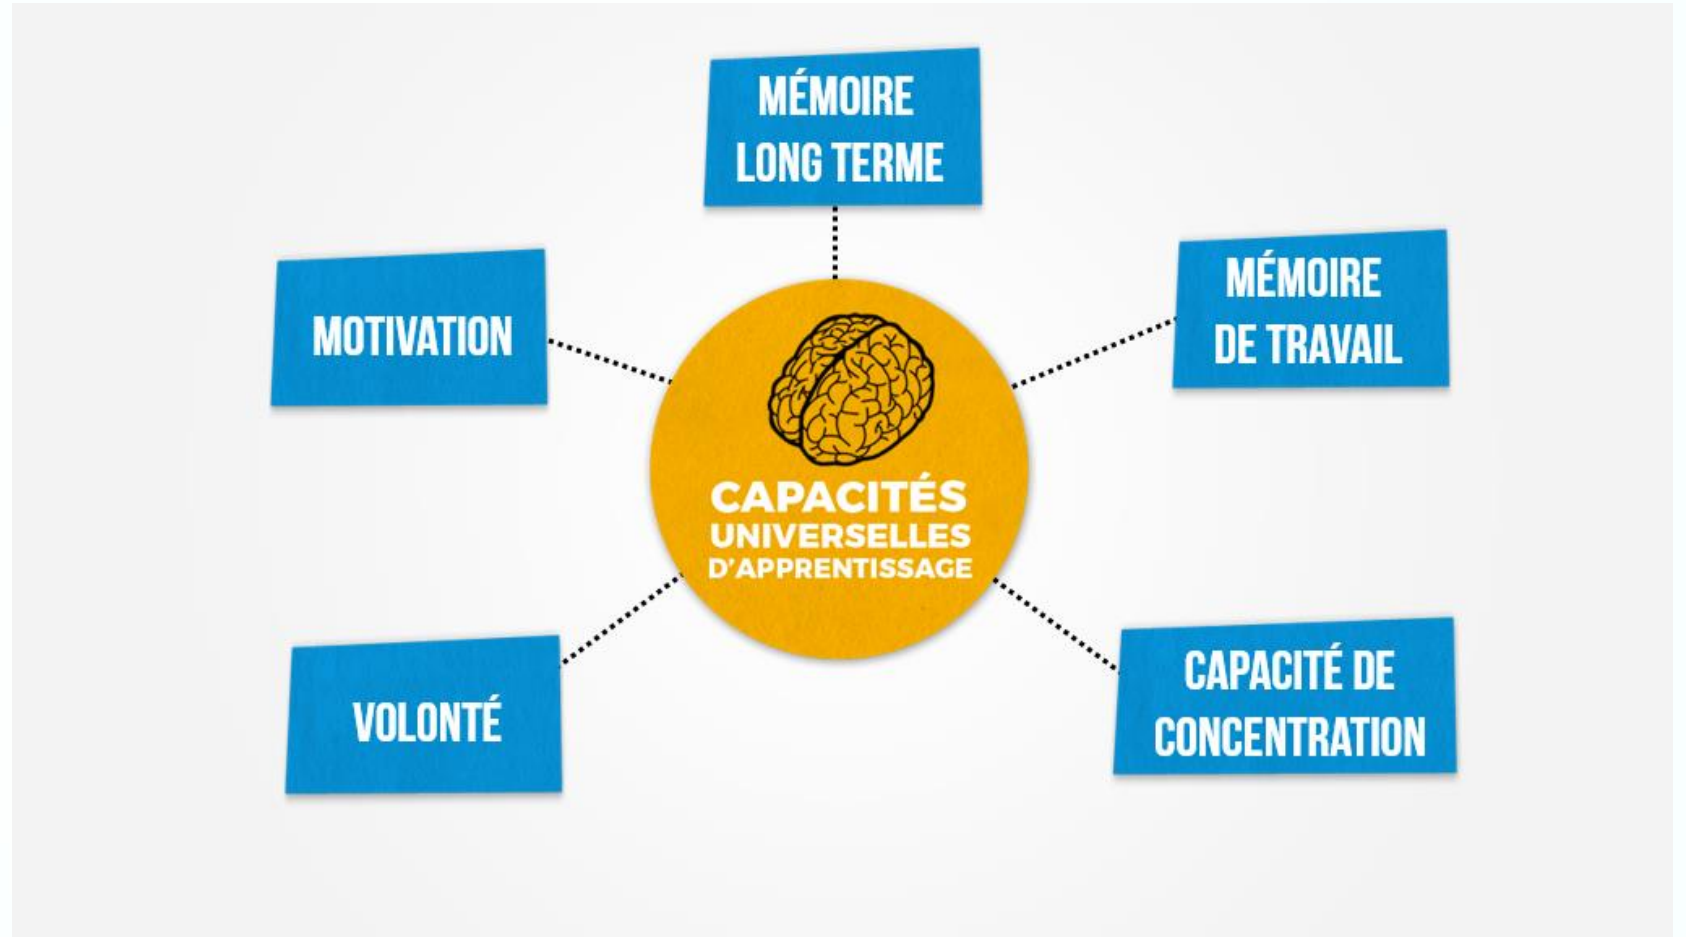 MÉMOIRE
LONG TERME
MOTIVATION
MÉMOIRE
DE TRAVAIL
CAPACITÉS
UNIVERSELLES
D'APPRENTISSAGE
VOLONTÉ
CAPACITÉ DE
CONCENTRATION